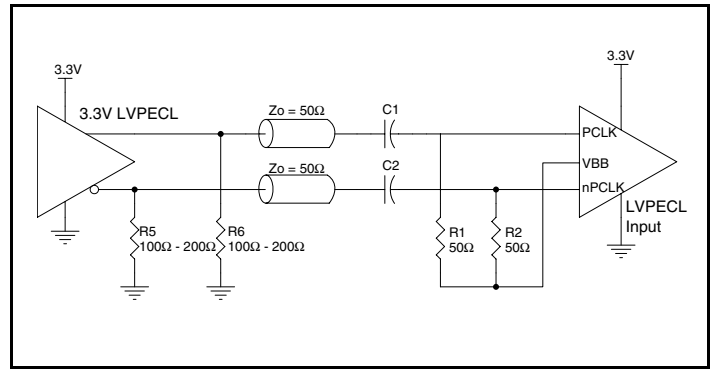 3.3V
3.3V
3.3V LVPECL
Zo = 50Ω
C1
PCLK
Zo = 50Ω
C2
VBB
nPCLK
LVPECL
Input
R5
100Ω - 200Ω
R6
100Ω - 200Ω
R1
50Ω
R2
50Ω